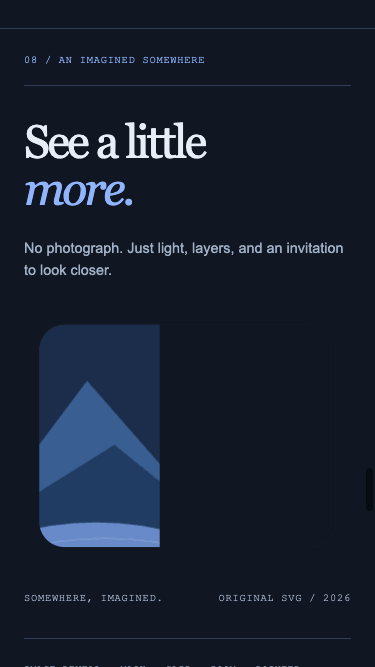 08 / AN IMAGINED SOMEWHERE
See a little
more.
No photograph. Just light, layers, and an invitation
to look closer.
SOMEWHERE, IMAGINED.
ORIGINAL SVG / 2026